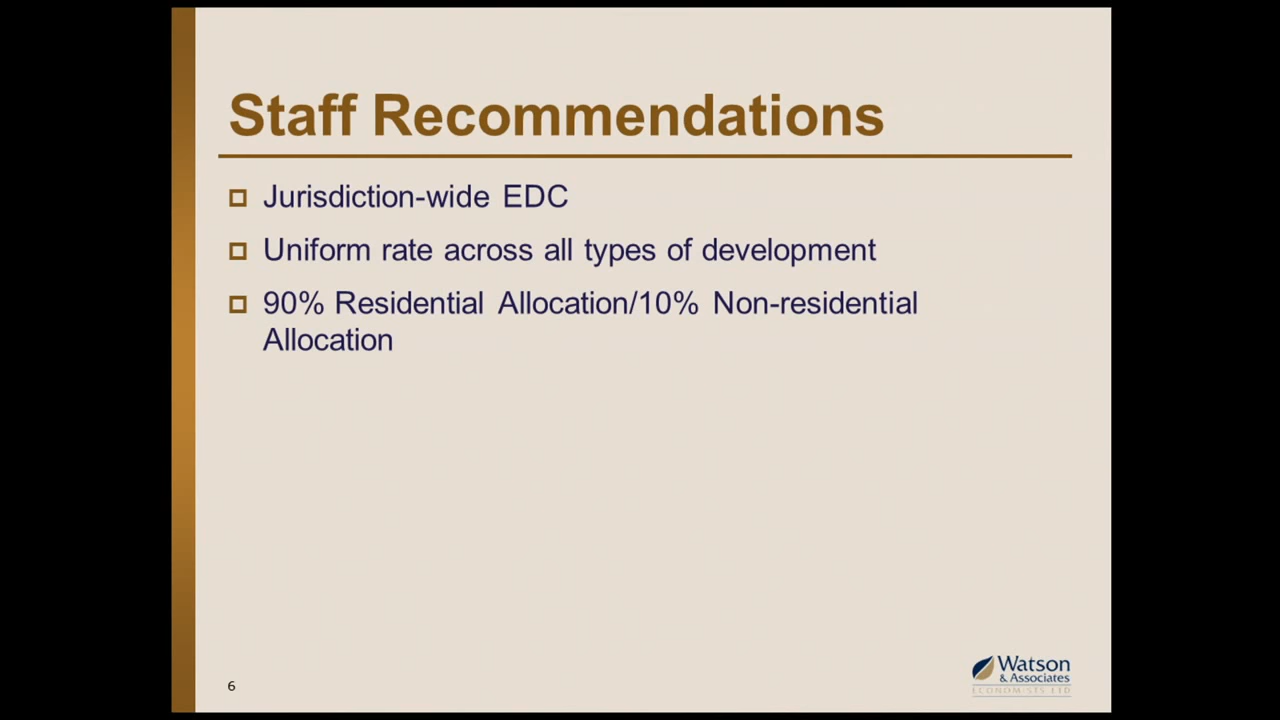 Staff Recommendations
Jurisdiction-wide EDC
Uniform rate across all types of development
90% Residential Allocation/10% Non-residential
Allocation
6
Watson
& Associates
ECONOMISTS LTD